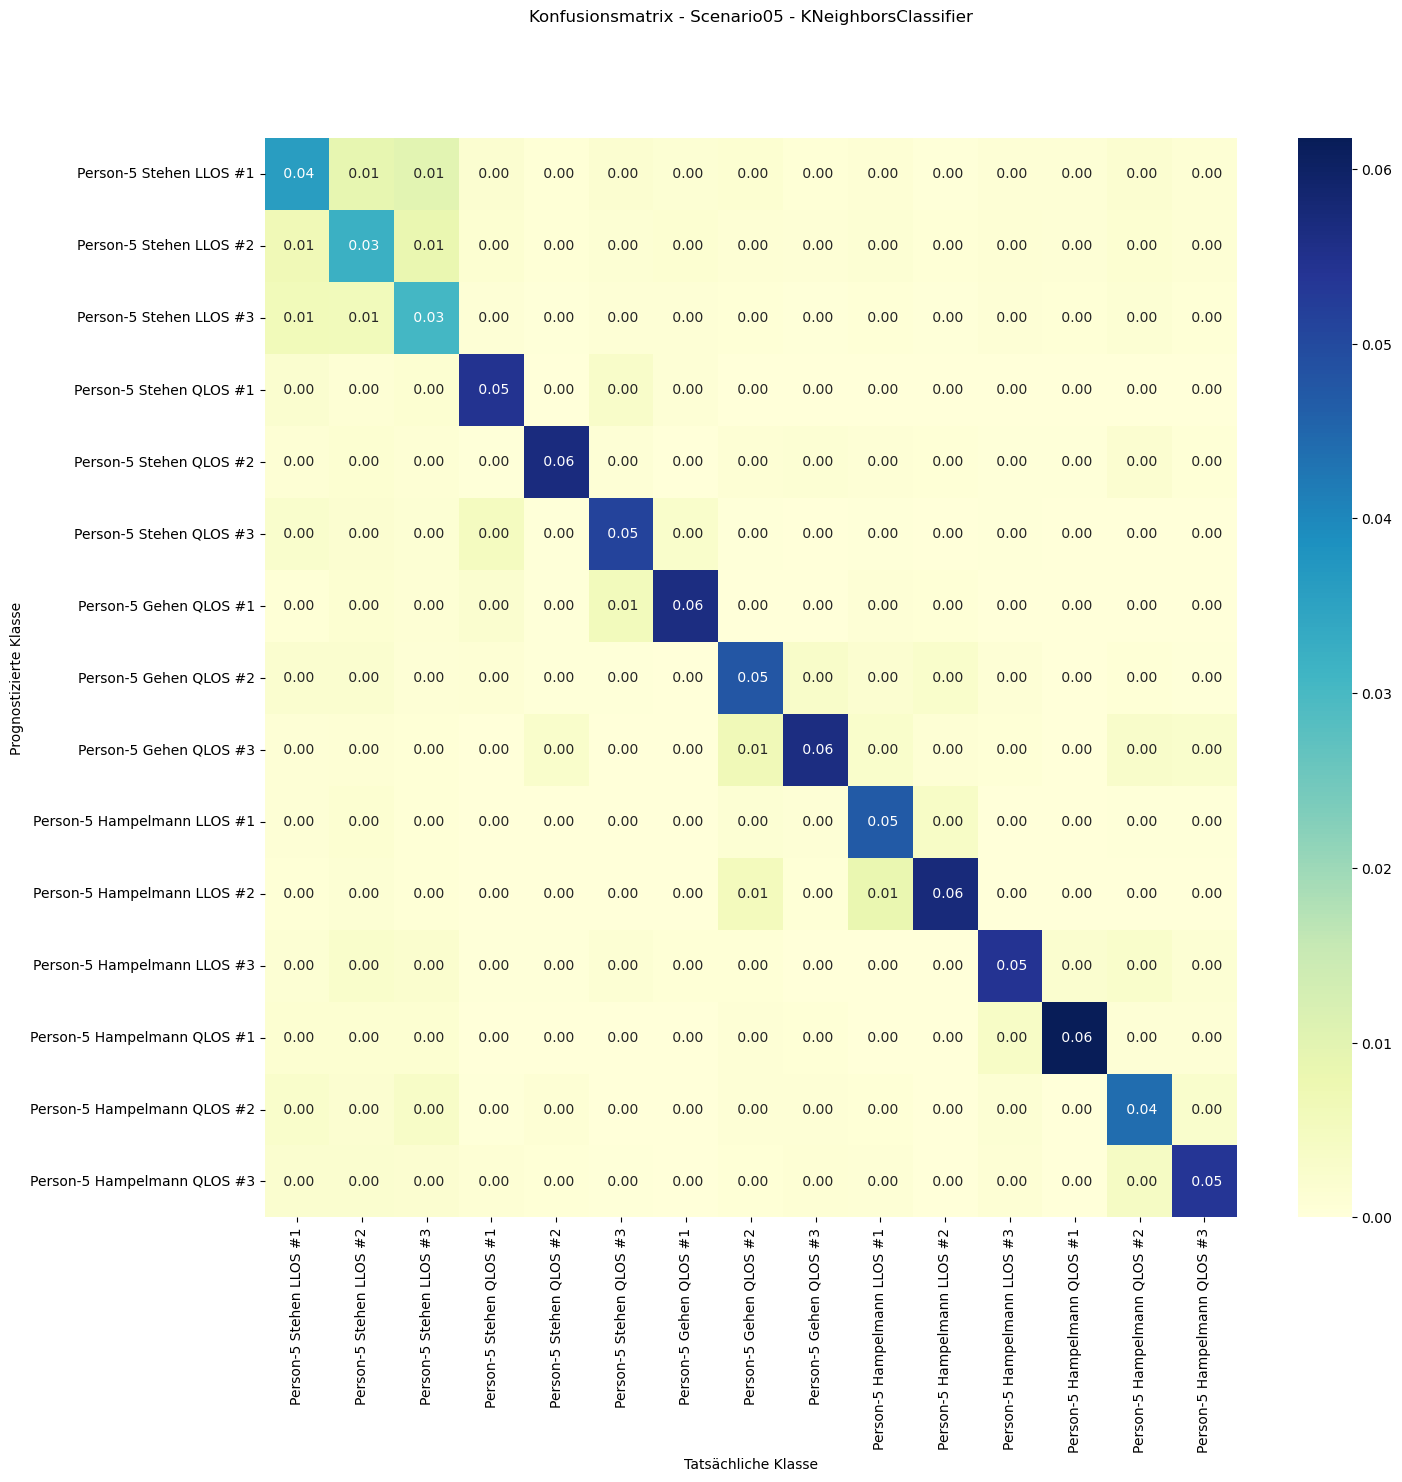 Konfusionsmatrix - Scenario05 - KNeighborsClassifier
Prognostizierte Klasse
Person-5 Stehen LLOS #1 0.04 0.01 0.01 0.00 0.00 0.00 0.00 0.00 0.00 0.00 0.00 0.00 0.00 0.00 0.00
Person-5 Stehen LLOS #2 0.01 0.03 0.01 0.00 0.00 0.00 0.00 0.00 0.00 0.00 0.00 0.00 0.00 0.00 0.00
Person-5 Stehen LLOS #3 0.01 0.01 0.03 0.00 0.00 0.00 0.00 0.00 0.00 0.00 0.00 0.00 0.00 0.00 0.00
Person-5 Stehen QLOS #1 0.00 0.00 0.00 0.05 0.00 0.00 0.00 0.00 0.00 0.00 0.00 0.00 0.00 0.00 0.00
Person-5 Stehen QLOS #2 0.00 0.00 0.00 0.00 0.06 0.00 0.00 0.00 0.00 0.00 0.00 0.00 0.00 0.00 0.00
Person-5 Stehen QLOS #3 0.00 0.00 0.00 0.00 0.00 0.05 0.00 0.00 0.00 0.00 0.00 0.00 0.00 0.00 0.00
Person-5 Gehen QLOS #1 0.00 0.00 0.00 0.00 0.00 0.01 0.06 0.00 0.00 0.00 0.00 0.00 0.00 0.00 0.00
Person-5 Gehen QLOS #2 0.00 0.00 0.00 0.00 0.00 0.00 0.00 0.05 0.00 0.00 0.00 0.00 0.00 0.00 0.00
Person-5 Gehen QLOS #3 0.00 0.00 0.00 0.00 0.00 0.00 0.00 0.01 0.06 0.00 0.00 0.00 0.00 0.00 0.00
Person-5 Hampelmann LLOS #1 0.00 0.00 0.00 0.00 0.00 0.00 0.00 0.00 0.00 0.05 0.00 0.00 0.00 0.00 0.00
Person-5 Hampelmann LLOS #2 0.00 0.00 0.00 0.00 0.00 0.00 0.00 0.01 0.00 0.01 0.06 0.00 0.00 0.00 0.00
Person-5 Hampelmann LLOS #3 0.00 0.00 0.00 0.00 0.00 0.00 0.00 0.00 0.00 0.00 0.00 0.05 0.00 0.00 0.00
Person-5 Hampelmann QLOS #1 0.00 0.00 0.00 0.00 0.00 0.00 0.00 0.00 0.00 0.00 0.00 0.00 0.06 0.00 0.00
Person-5 Hampelmann QLOS #2 0.00 0.00 0.00 0.00 0.00 0.00 0.00 0.00 0.00 0.00 0.00 0.00 0.00 0.04 0.00
Person-5 Hampelmann QLOS #3 0.00 0.00 0.00 0.00 0.00 0.00 0.00 0.00 0.00 0.00 0.00 0.00 0.00 0.00 0.05
Person-5 Stehen LLOS #1
Person-5 Stehen LLOS #2
Person-5 Stehen LLOS #3
Person-5 Stehen QLOS #1
Person-5 Stehen QLOS #2
Person-5 Stehen QLOS #3
Person-5 Gehen QLOS #1
Person-5 Gehen QLOS #2
Person-5 Gehen QLOS #3
Person-5 Hampelmann LLOS #1
Person-5 Hampelmann LLOS #2
Person-5 Hampelmann LLOS #3
Person-5 Hampelmann QLOS #1
Person-5 Hampelmann QLOS #2
Person-5 Hampelmann QLOS #3
Tatsächliche Klasse
0.06
0.05
0.04
0.03
0.02
0.01
0.00